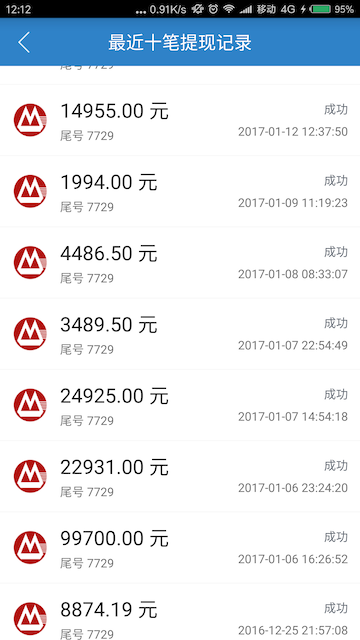 12:12 ... 0.91K/s 移动 4G 95%
最近十笔提现记录
尾号 7729
14955.00 元 成功
尾号 7729 2017-01-12 12:37:50
1994.00 元 成功
尾号 7729 2017-01-09 11:19:23
4486.50 元 成功
尾号 7729 2017-01-08 08:33:07
3489.50 元 成功
尾号 7729 2017-01-07 22:54:49
24925.00 元 成功
尾号 7729 2017-01-07 14:54:18
22931.00 元 成功
尾号 7729 2017-01-06 23:24:20
99700.00 元 成功
尾号 7729 2017-01-06 16:26:52
8874.19 元 成功
尾号 7729 2016-12-25 21:57:08